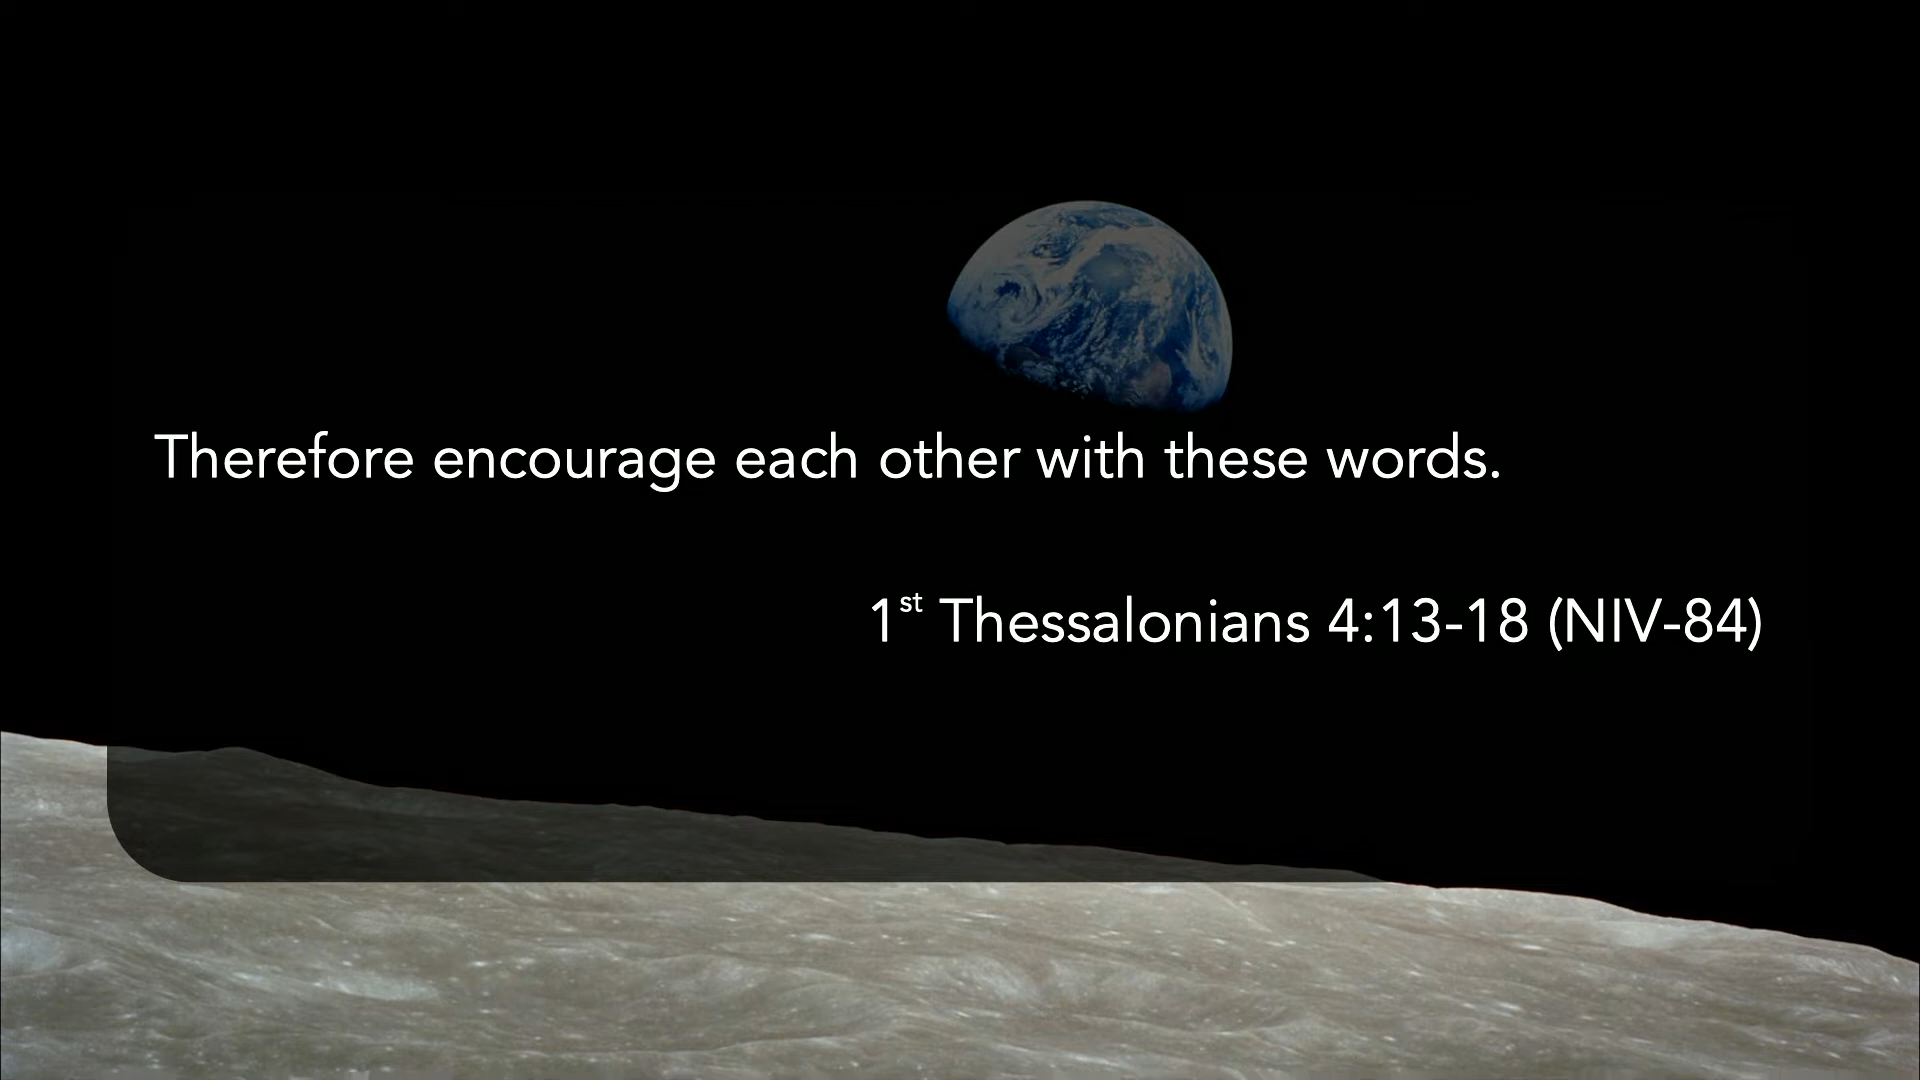 Therefore encourage each other with these words.
1st Thessalonians 4:13-18 (NIV-84)